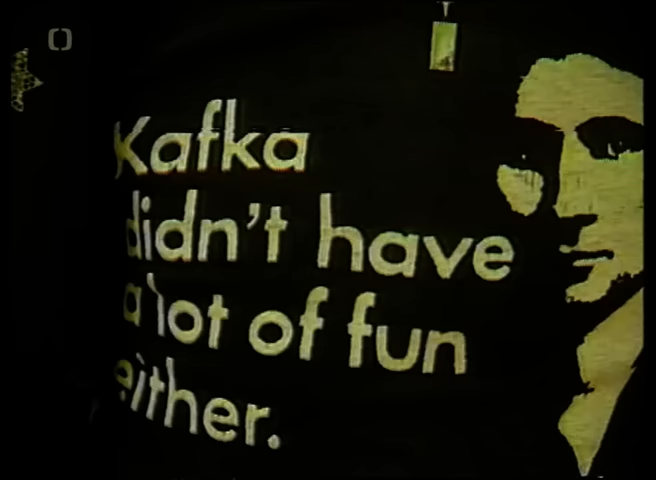 Kafka
didn't have
a lot of fun
either.